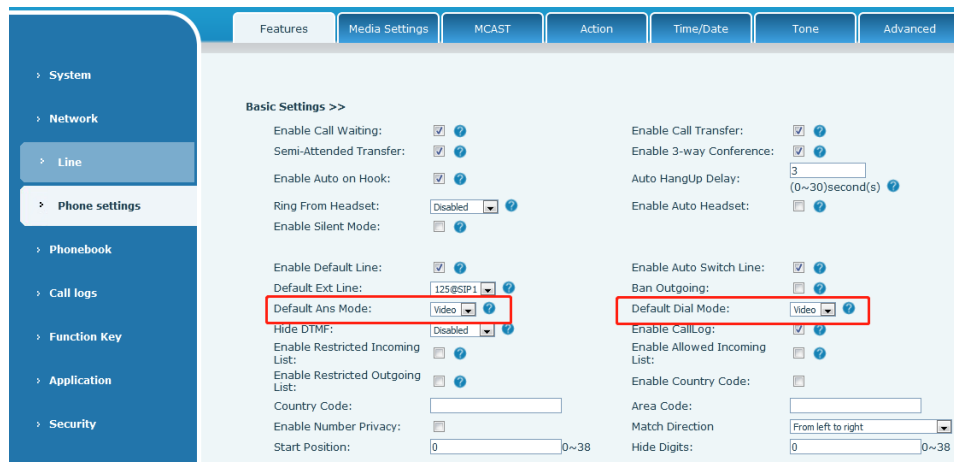 Features Media Settings MCAST Action Time/Date Tone Advanced
› System
› Network
› Line
› Phone settings
› Phonebook
› Call logs
› Function Key
› Application
› Security
Basic Settings >>
Enable Call Waiting: Enable Call Transfer:
Semi-Attended Transfer: Enable 3-way Conference:
Enable Auto on Hook: Auto HangUp Delay: 3
(0~30)second(s)
Ring From Headset: Disabled Enable Auto Headset:
Enable Silent Mode:
Enable Default Line: Enable Auto Switch Line:
Default Ext Line: 125@SIP1 Ban Outgoing:
Default Ans Mode: Video Default Dial Mode: Video
Hide DTMF: Disabled Enable CallLog:
Enable Restricted Incoming Enable Allowed Incoming
List: List:
Enable Restricted Outgoing
List: Enable Country Code:
Country Code: Area Code:
Enable Number Privacy: Match Direction From left to right
Start Position: 0 0~38 Hide Digits: 0 0~38